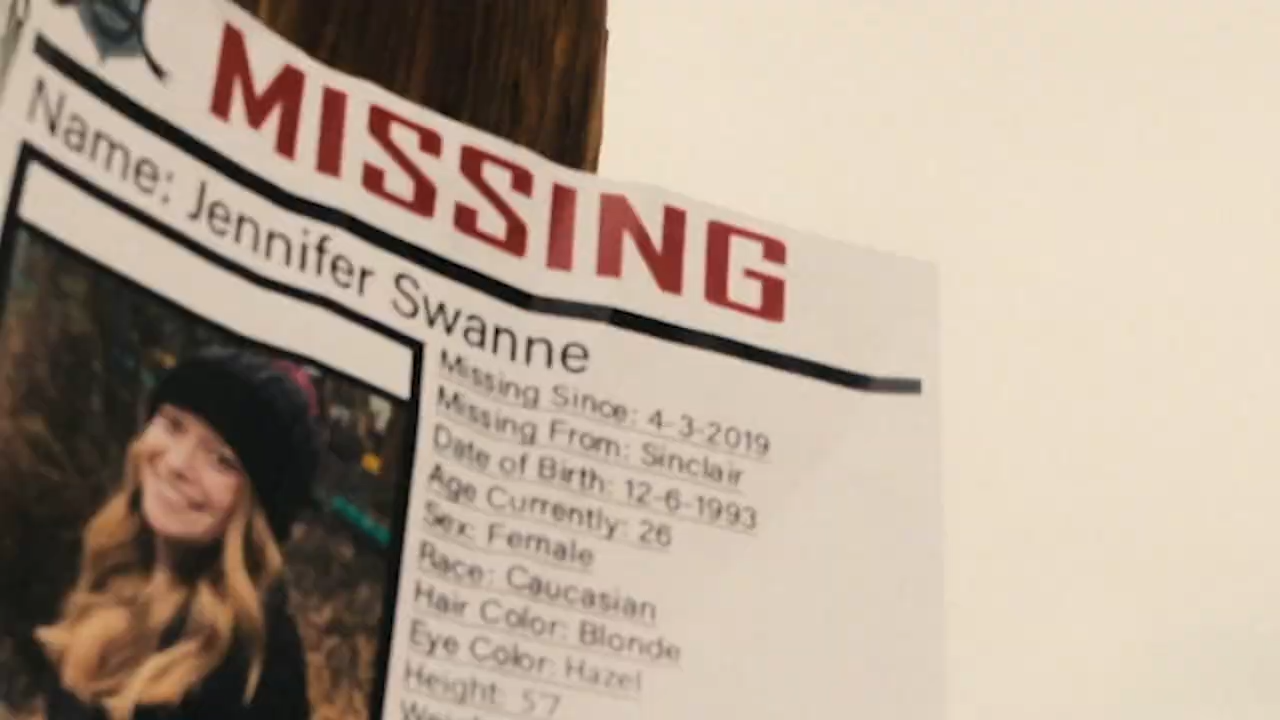 MISSING
Name: Jennifer Swanne
Missing Since: 4-3-2019
Missing From: Sinclair
Date of Birth: 12-6-1993
Age Currently: 26
Sex: Female
Race: Caucasian
Hair Color: Blonde
Eye Color: Hazel
Height: 57